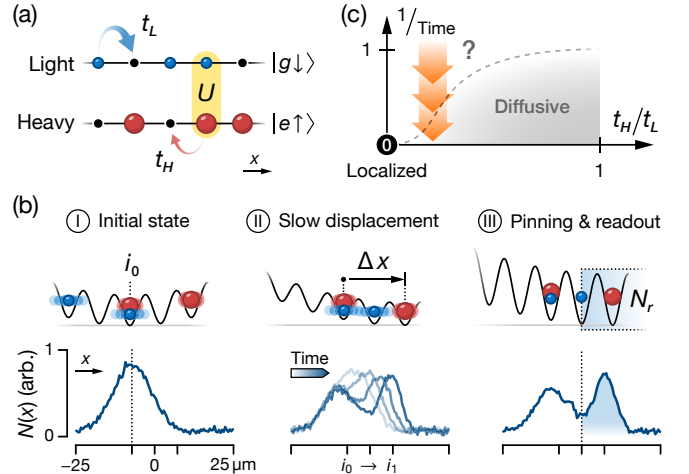 (a)
t_L
Light
|g↓⟩
U
Heavy
|e↑⟩
t_H
x
(c)
1/Time
1
?
Diffusive
0
t_H/t_L
Localized
1
(b)
I Initial state
II Slow displacement
III Pinning & readout
i_0
Δx
N_r
1
x
N(x) (arb.)
0
−25
0
25 μm
Time
i_0 → i_1